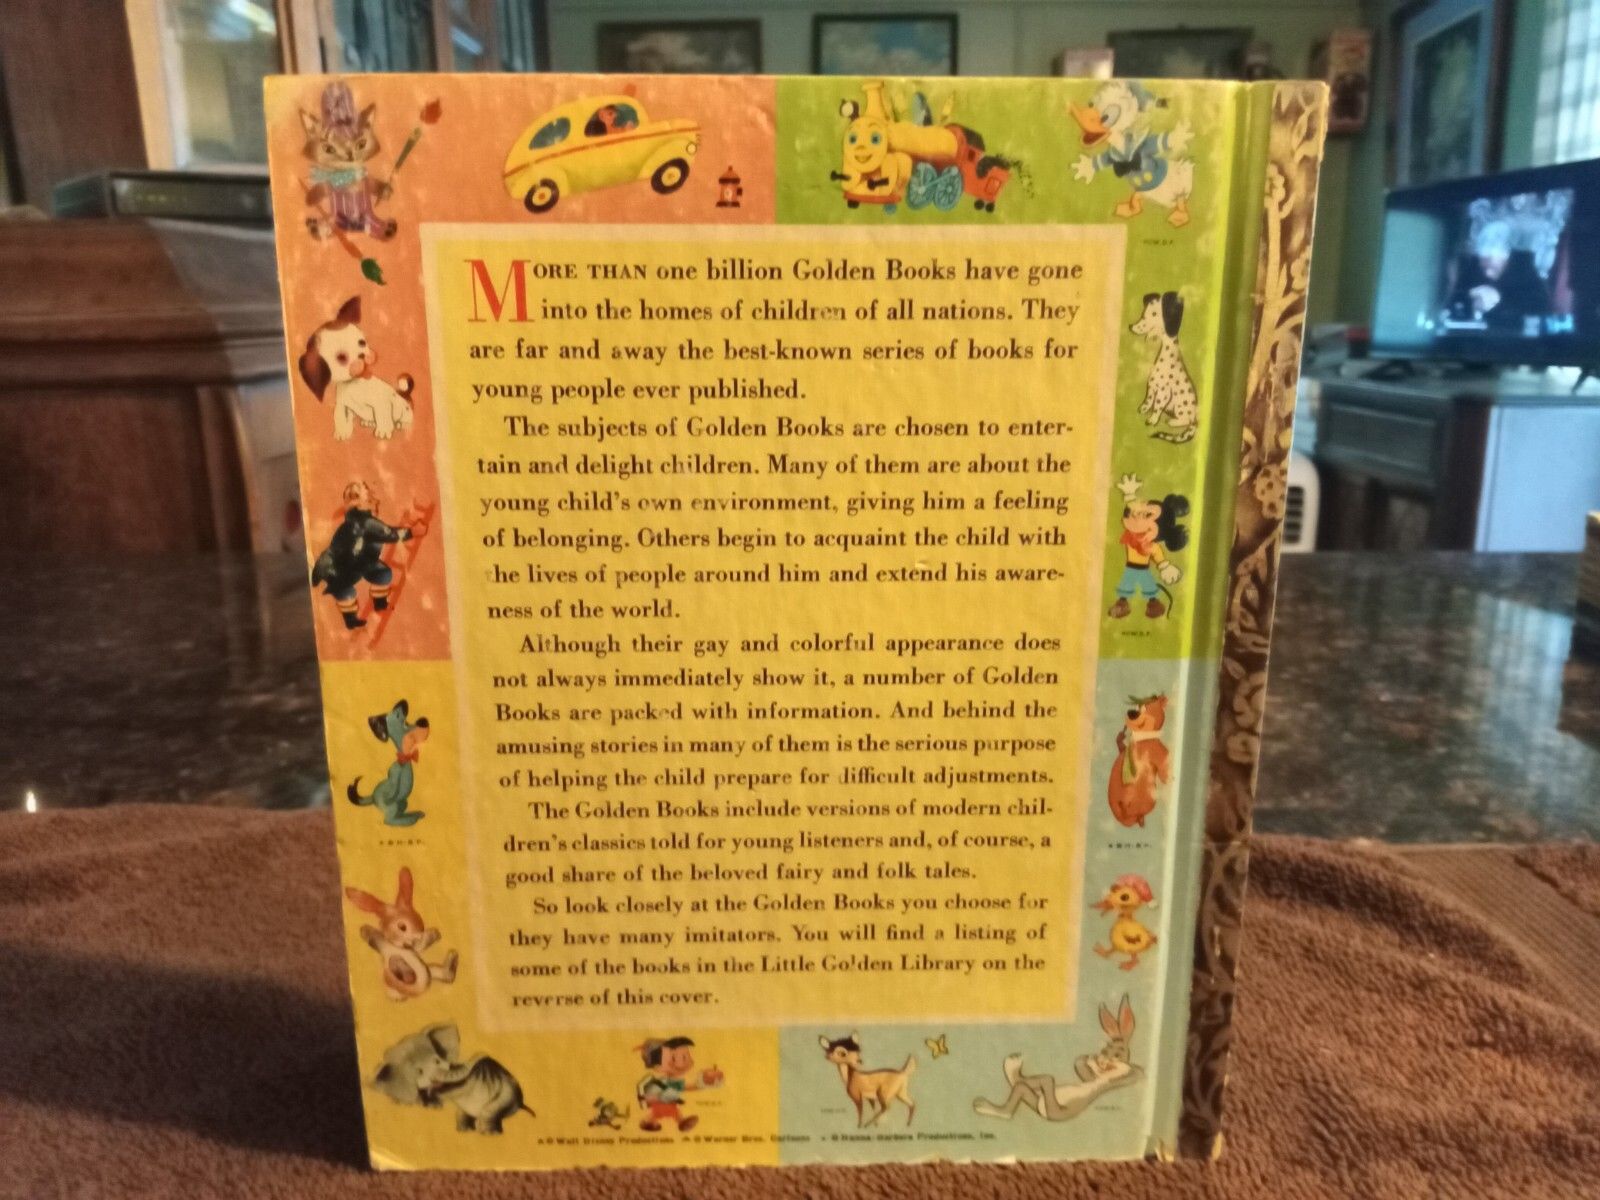 MORE THAN one billion Golden Books have gone
into the homes of children of all nations. They
are far and away the best-known series of books for
young people ever published.
The subjects of Golden Books are chosen to enter-
tain and delight children. Many of them are about the
young child's own environment, giving him a feeling
of belonging. Others begin to acquaint the child with
the lives of people around him and extend his aware-
ness of the world.
Although their gay and colorful appearance does
not always immediately show it, a number of Golden
Books are packed with information. And behind the
amusing stories in many of them is the serious purpose
of helping the child prepare for difficult adjustments.
The Golden Books include versions of modern chil-
dren's classics told for young listeners and, of course, a
good share of the beloved fairy and folk tales.
So look closely at the Golden Books you choose for
they have many imitators. You will find a listing of
some of the books in the Little Golden Library on the
reverse of this cover.
© Walt Disney Productions © Warner Bros. Cartoons © Hanna-Barbera Productions, Inc.